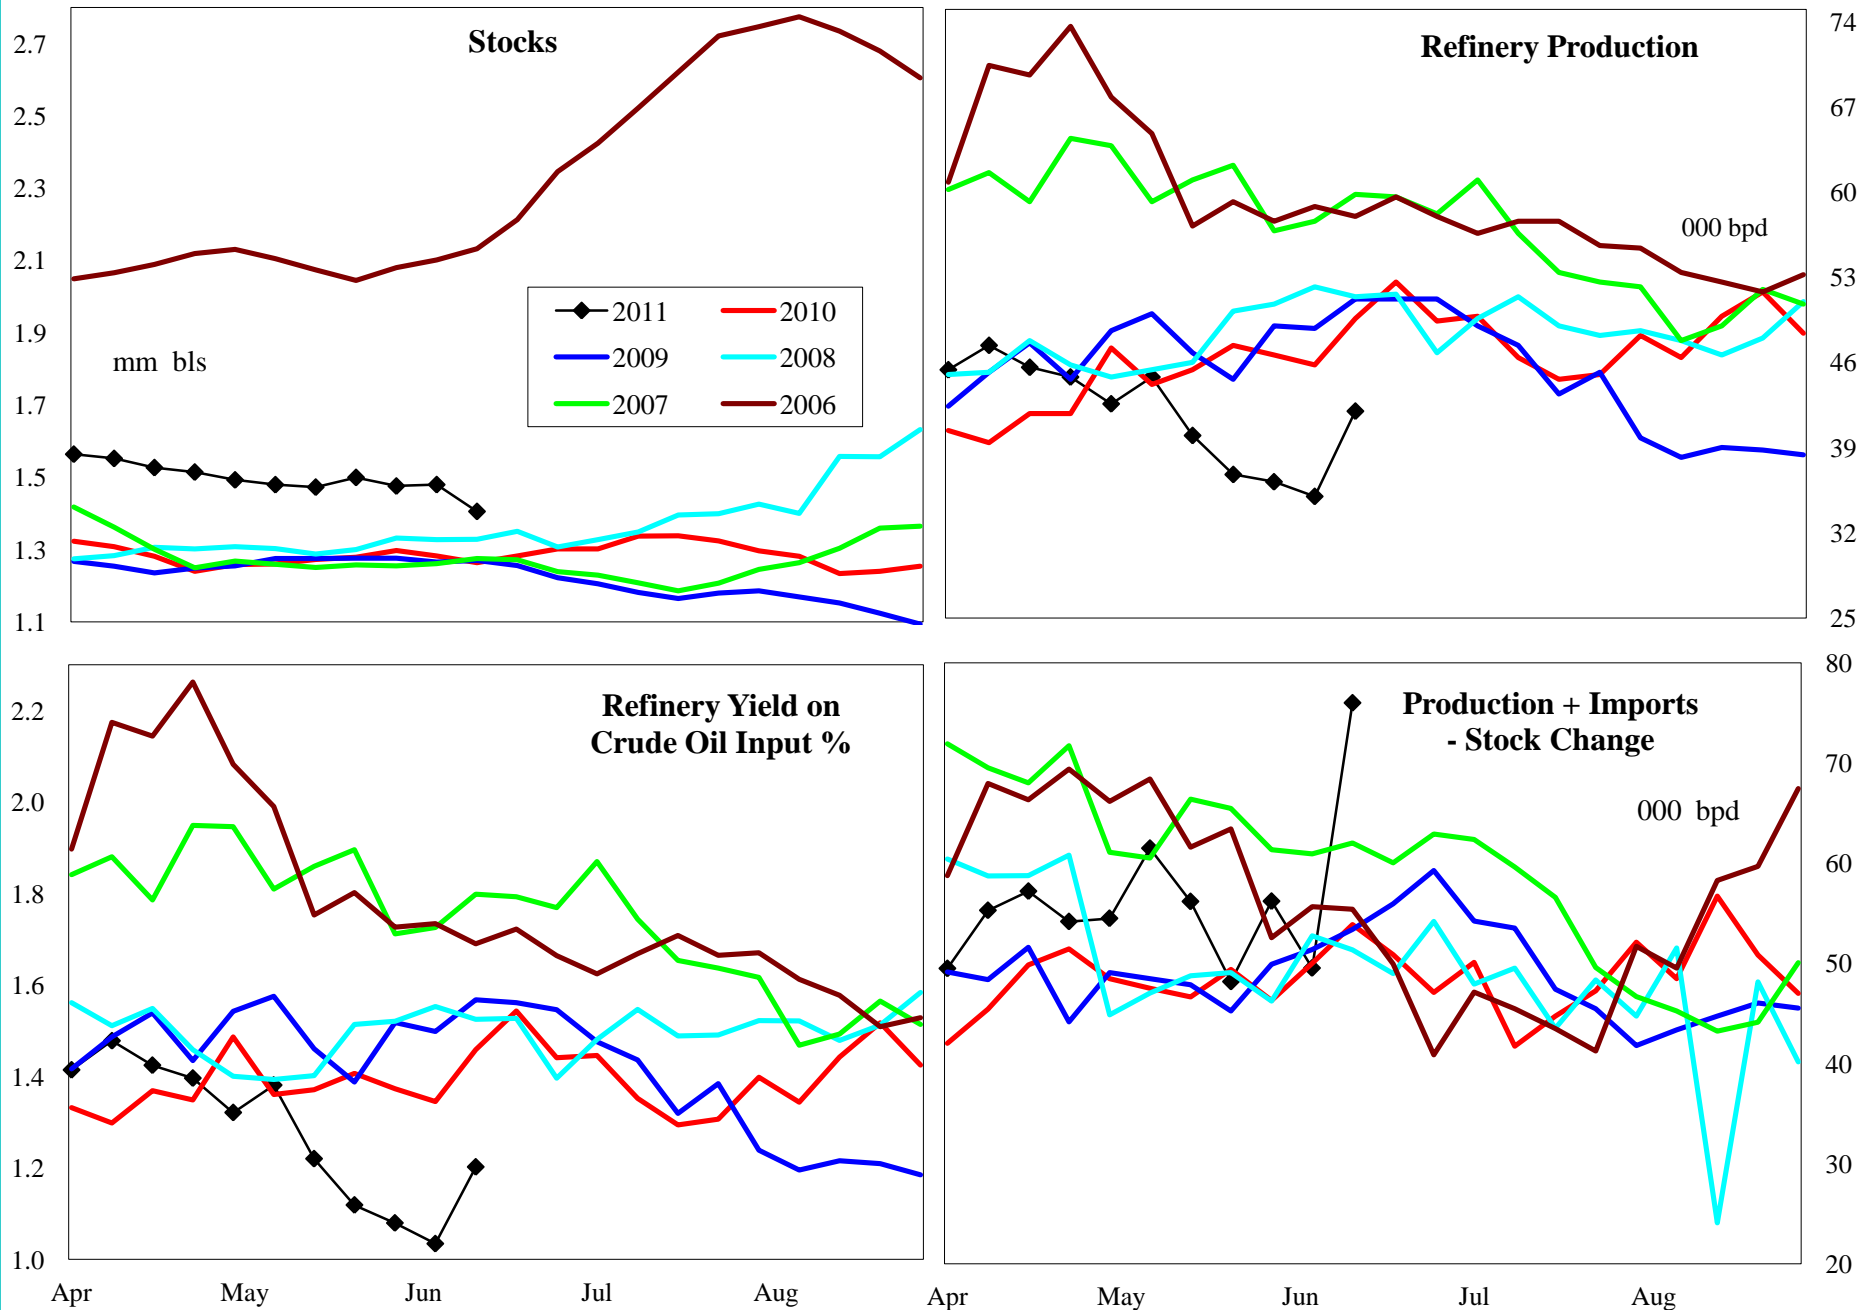 Stocks
2.7
2.5
2.3
2.1
1.9
1.7
1.5
1.3
1.1
mm bls
2011
2010
2009
2008
2007
2006
Refinery Production
000 bpd
74
67
60
53
46
39
32
25
Refinery Yield on
Crude Oil Input %
2.2
2.0
1.8
1.6
1.4
1.2
1.0
Apr
May
Jun
Jul
Aug
Production + Imports
- Stock Change
000 bpd
80
70
60
50
40
30
20
Apr
May
Jun
Jul
Aug